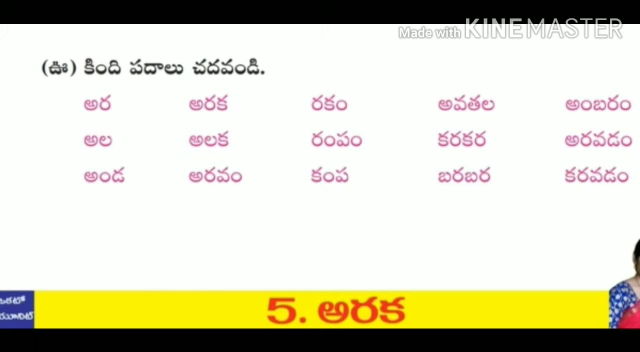 Made with KINEMASTER
(ఊ) కింది పదాలు చదవండి.
అర అరక రకం అవతల అంబరం
అల అలక రంపం కరకర అరవడం
అండ అరవం కంప బరబర కరవడం
ఒకటో
యూనిట్
5. అరక